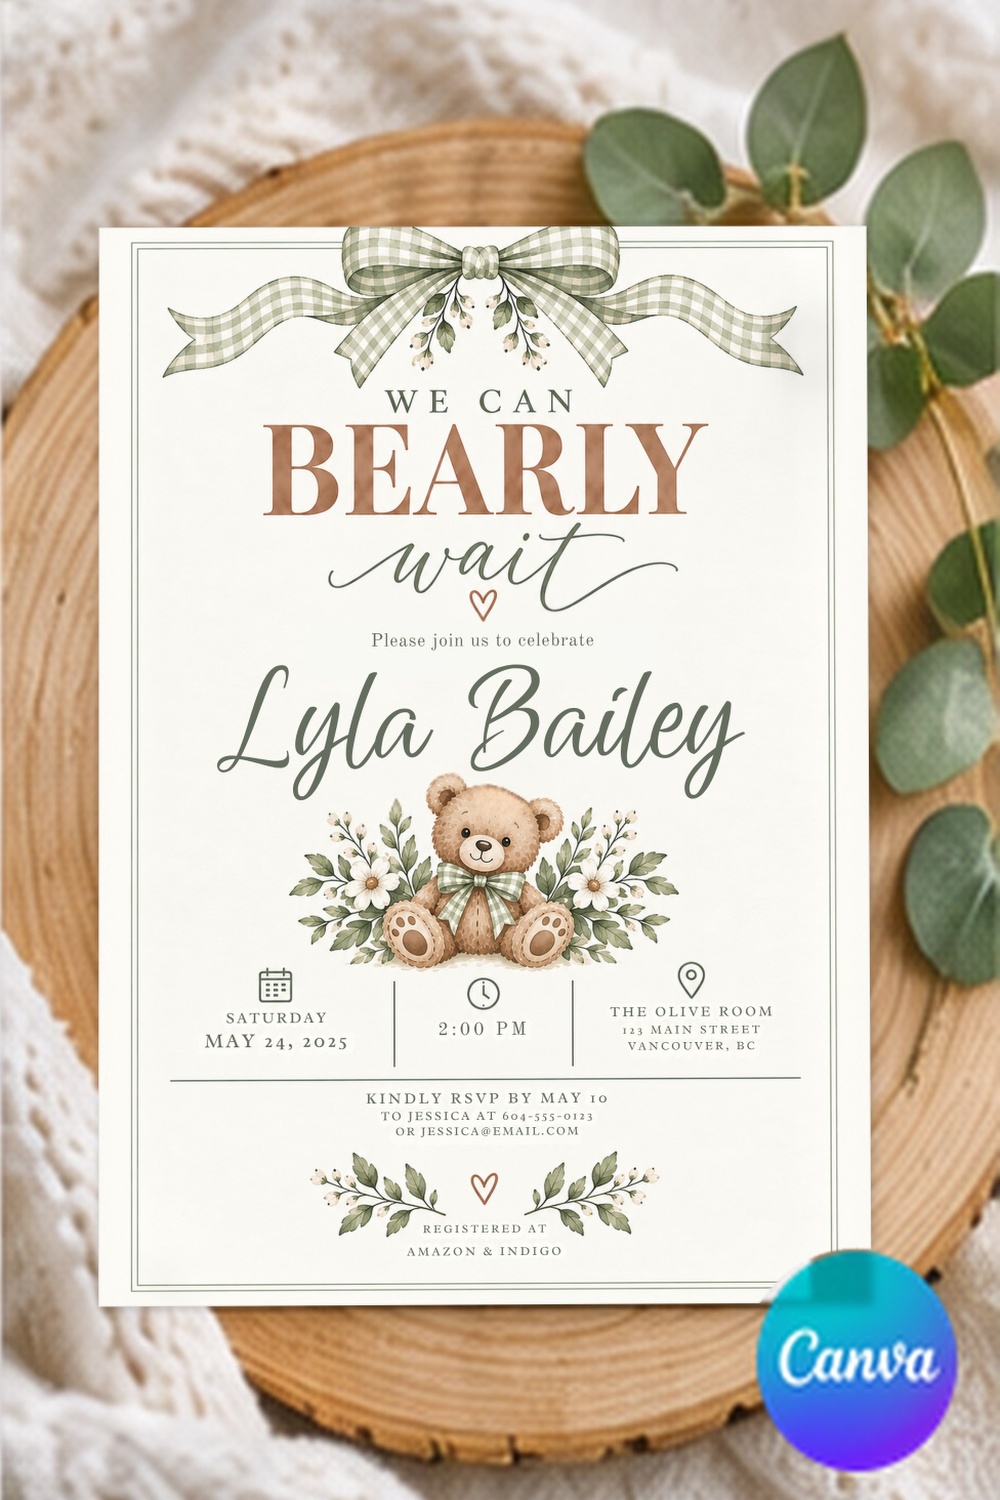 WE CAN
BEARLY
wait
Please join us to celebrate
Lyla Bailey
SATURDAY
MAY 24, 2025
2:00 PM
THE OLIVE ROOM
123 MAIN STREET
VANCOUVER, BC
KINDLY RSVP BY MAY 10
TO JESSICA AT 604-555-0123
OR JESSICA@EMAIL.COM
REGISTERED AT
AMAZON & INDIGO
Canva